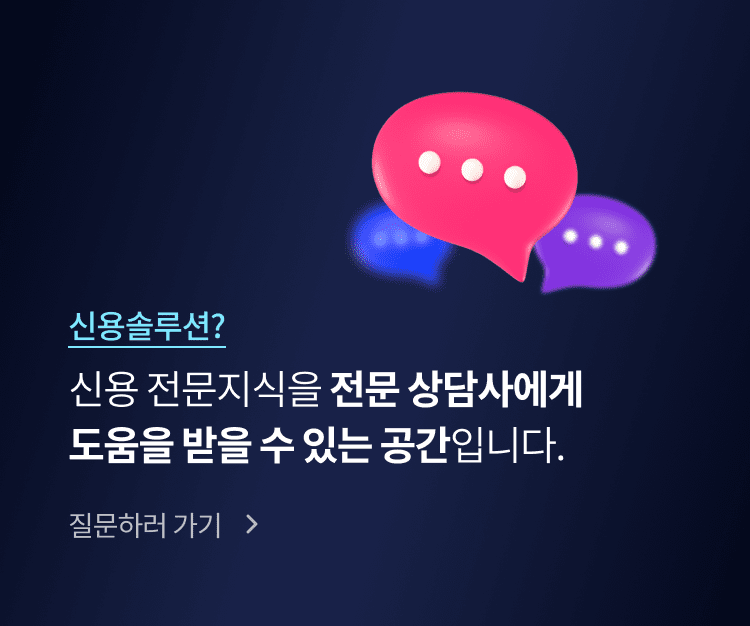 신용솔루션?
신용 전문지식을 전문 상담사에게
도움을 받을 수 있는 공간입니다.
질문하러 가기 >